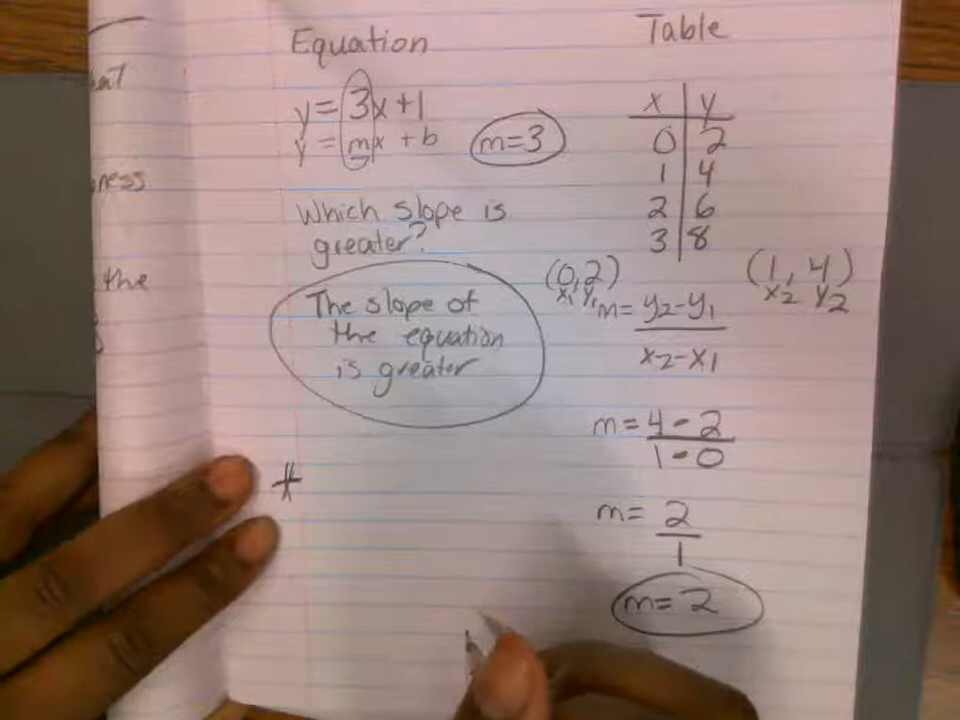 Equation
y = 3x + 1
y = mx + b
m = 3
Which slope is
greater?
The slope of
the equation
is greater
*
Table
x y
0 2
1 4
2 6
3 8
(0, 2)
x₁ y₁
(1, 4)
x₂ y₂
m = y₂ - y₁
x₂ - x₁
m = 4 - 2
1 - 0
m = 2
1
m = 2
the